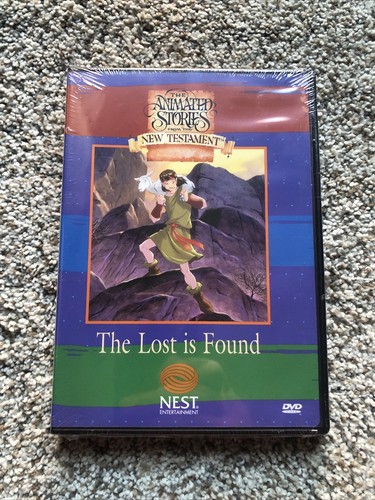 THE
ANIMATED
STORIES
FROM THE
NEW TESTAMENT
The Lost is Found
NEST
ENTERTAINMENT
DVD